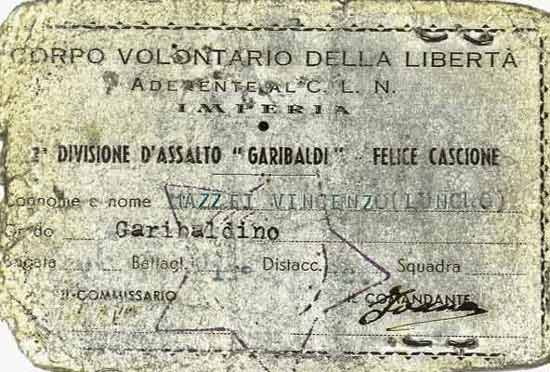 CORPO VOLONTARIO DELLA LIBERTÀ
ADERENTE AL C. L. N.
IMPERIA
2ª DIVISIONE D'ASSALTO "GARIBALDI" - FELICE CASCIONE
Cognome e nome MAZZEI VINCENZO
Grado Garibaldino
Brigata Battagl. Distacc. Squadra
IL COMMISSARIO IL COMANDANTE